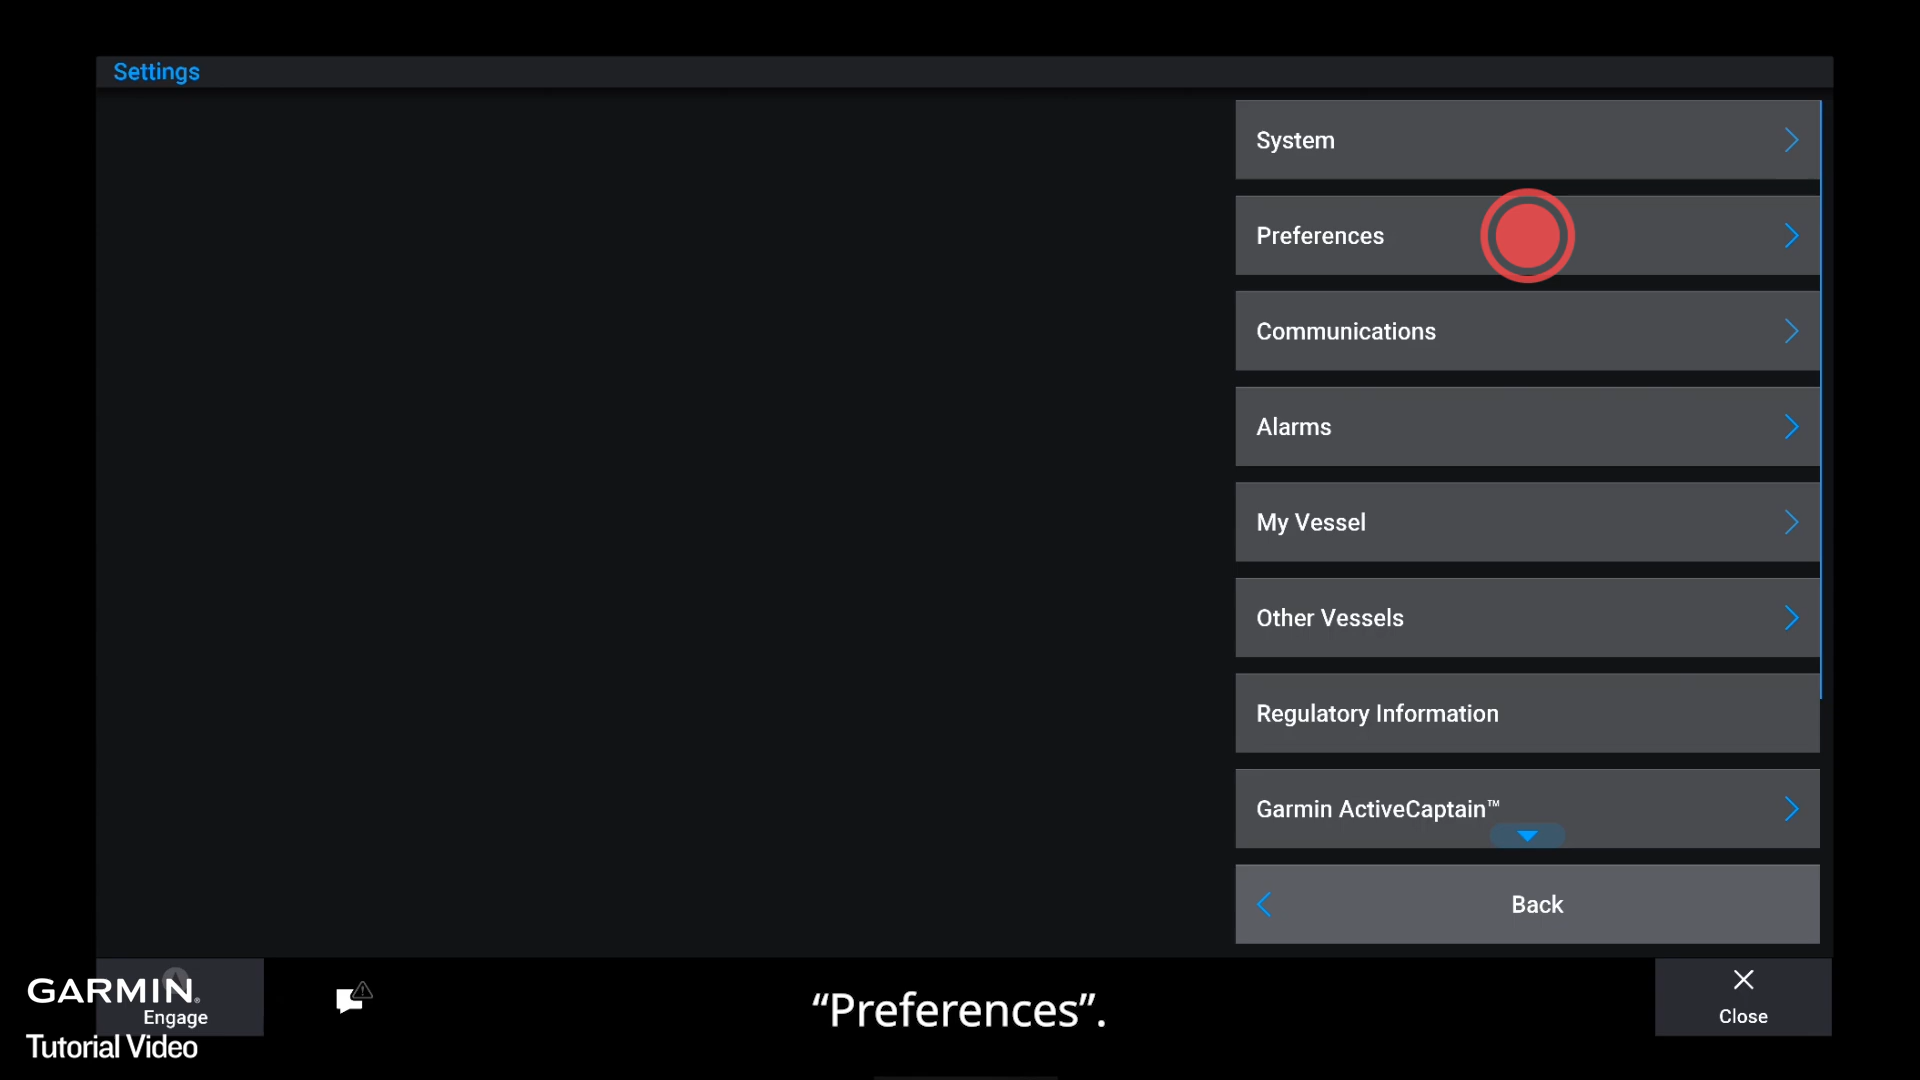 Settings
System
Preferences
Communications
Alarms
My Vessel
Other Vessels
Regulatory Information
Garmin ActiveCaptain™
Back
GARMIN®
Engage
Tutorial Video
“Preferences”.
Close